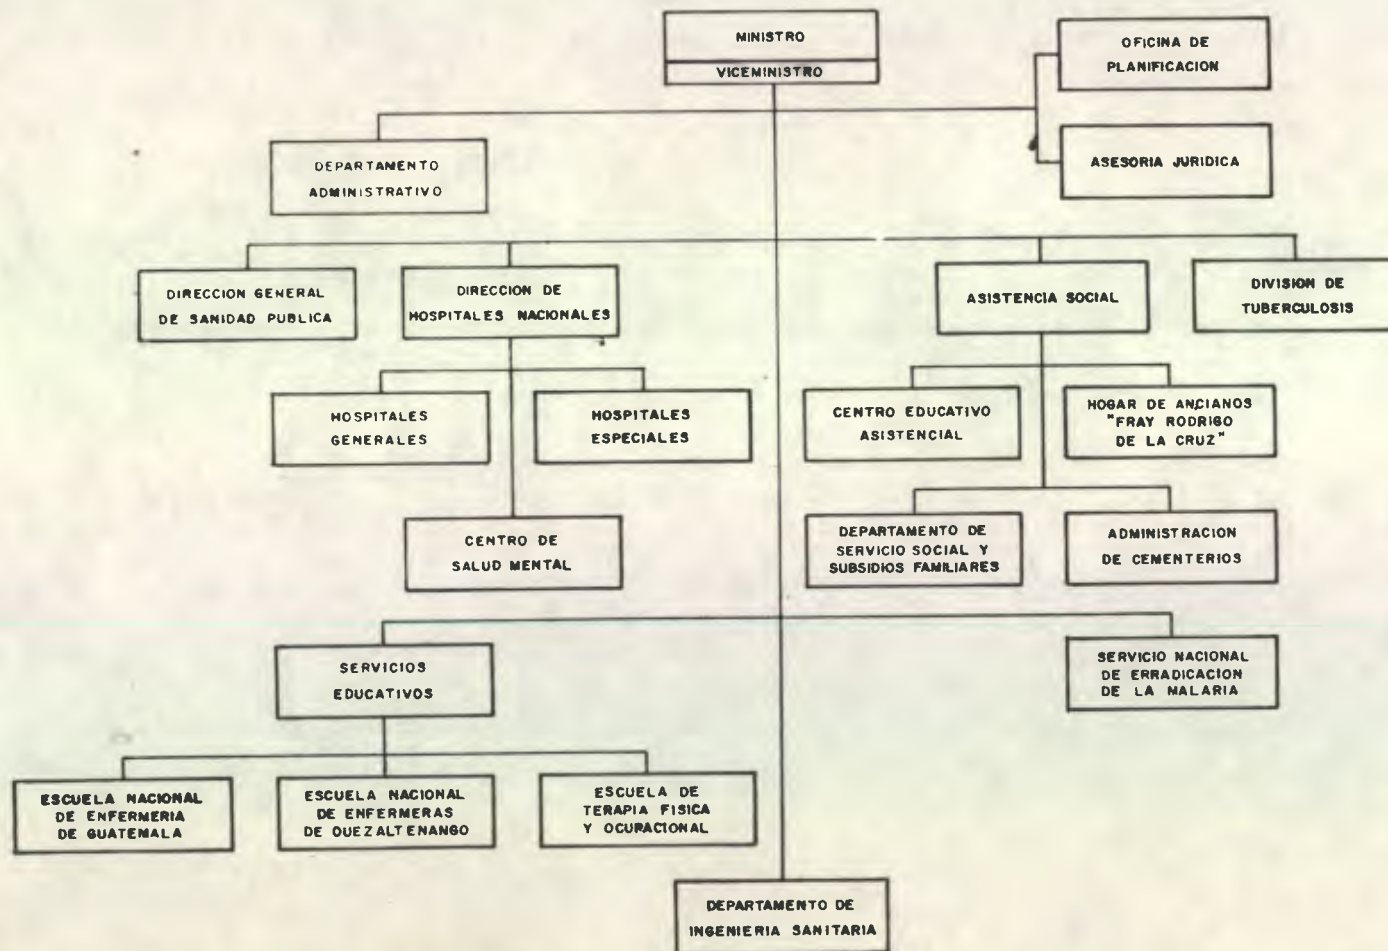 MINISTRO
VICEMINISTRO
OFICINA DE
PLANIFICACION
ASESORIA JURIDICA
DEPARTAMENTO
ADMINISTRATIVO
DIRECCION GENERAL
DE SANIDAD PUBLICA
DIRECCION DE
HOSPITALES NACIONALES
ASISTENCIA SOCIAL
DIVISION DE
TUBERCULOSIS
HOSPITALES
GENERALES
HOSPITALES
ESPECIALES
CENTRO EDUCATIVO
ASISTENCIAL
HOGAR DE ANCIANOS
"FRAY RODRIGO
DE LA CRUZ"
CENTRO DE
SALUD MENTAL
DEPARTAMENTO DE
SERVICIO SOCIAL Y
SUBSIDIOS FAMILIARES
ADMINISTRACION
DE CEMENTERIOS
SERVICIOS
EDUCATIVOS
SERVICIO NACIONAL
DE ERRADICACION
DE LA MALARIA
ESCUELA NACIONAL
DE ENFERMERIA
DE GUATEMALA
ESCUELA NACIONAL
DE ENFERMERAS
DE QUEZALTENANGO
ESCUELA DE
TERAPIA FISICA
Y OCUPACIONAL
DEPARTAMENTO DE
INGENIERIA SANITARIA